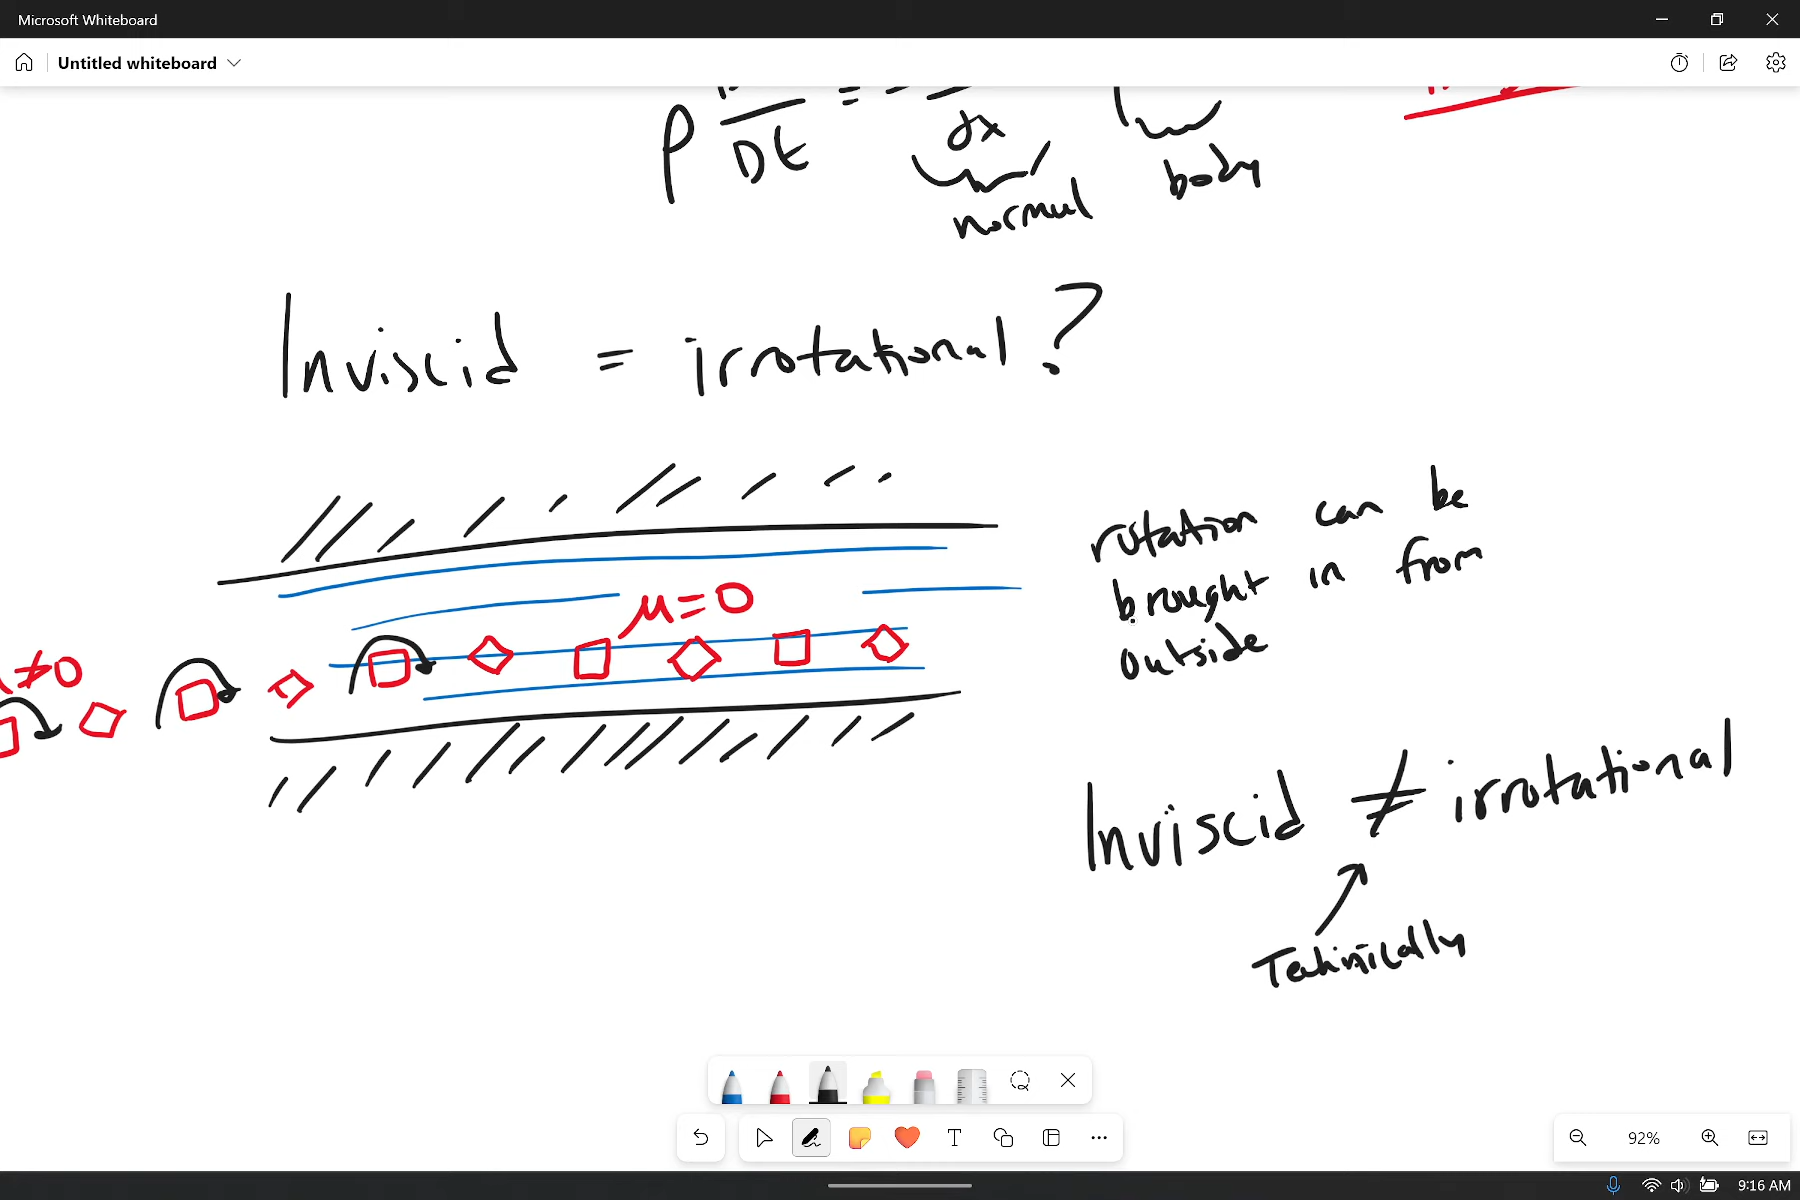 Microsoft Whiteboard
Untitled whiteboard
ρ Dt = dx
normal
body
Inviscid = irrotational?
μ=0
≠0
rotation can be
brought in from
outside
Inviscid ≠ irrotational
Technically
92%
9:16 AM